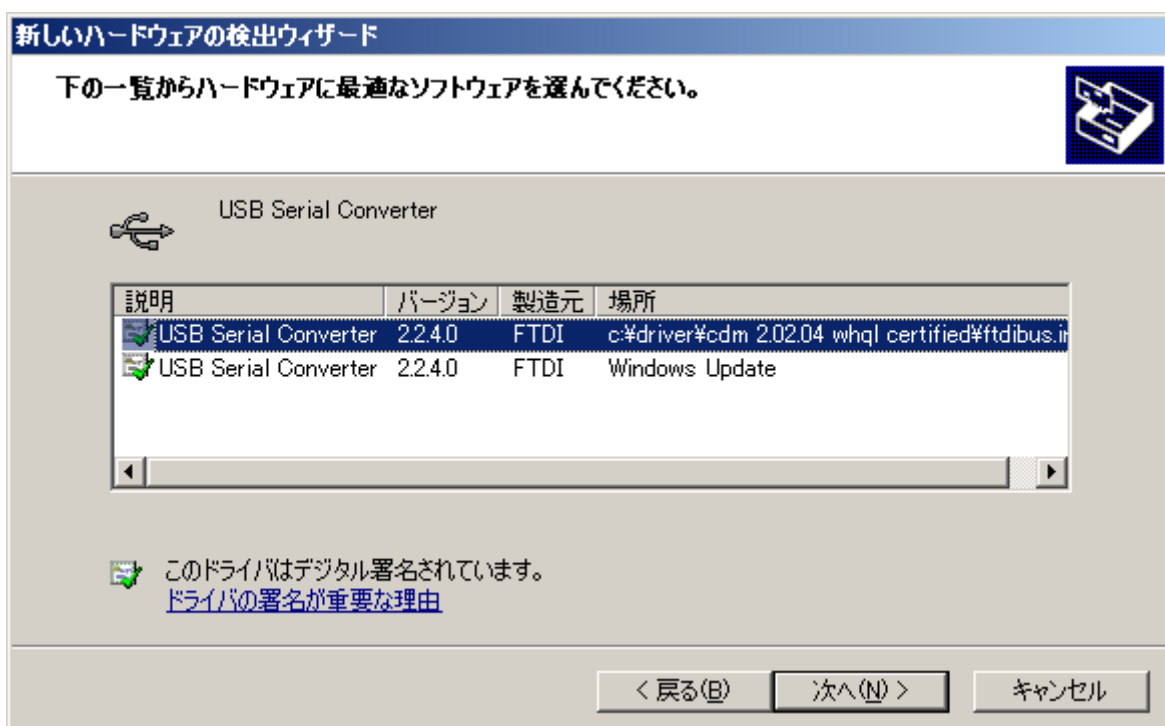 新しいハードウェアの検出ウィザード
下の一覧からハードウェアに最適なソフトウェアを選んでください。
USB Serial Converter
説明 バージョン 製造元 場所
USB Serial Converter 2.2.4.0 FTDI c:¥driver¥cdm 2.02.04 whql certified¥ftdibus.in
USB Serial Converter 2.2.4.0 FTDI Windows Update
このドライバはデジタル署名されています。
ドライバの署名が重要な理由
< 戻る(B) 次へ(N) > キャンセル